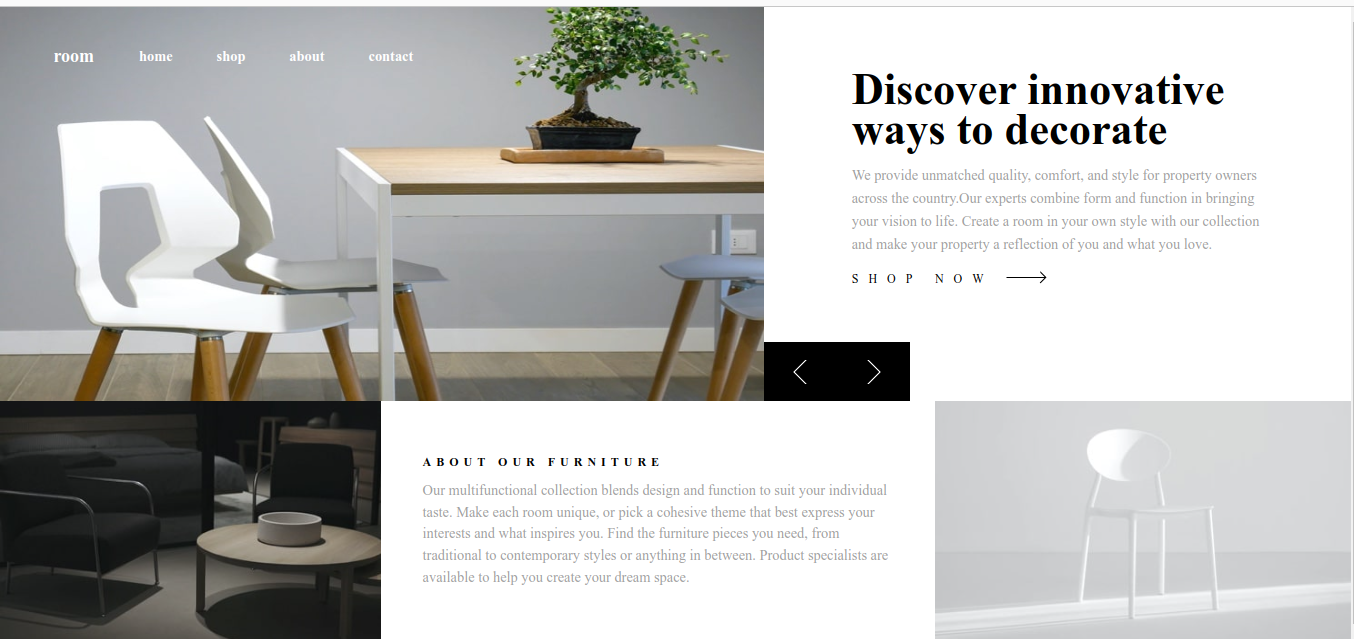 room home shop about contact
Discover innovative
ways to decorate
We provide unmatched quality, comfort, and style for property owners
across the country.Our experts combine form and function in bringing
your vision to life. Create a room in your own style with our collection
and make your property a reflection of you and what you love.
SHOP NOW
ABOUT OUR FURNITURE
Our multifunctional collection blends design and function to suit your individual
taste. Make each room unique, or pick a cohesive theme that best express your
interests and what inspires you. Find the furniture pieces you need, from
traditional to contemporary styles or anything in between. Product specialists are
available to help you create your dream space.